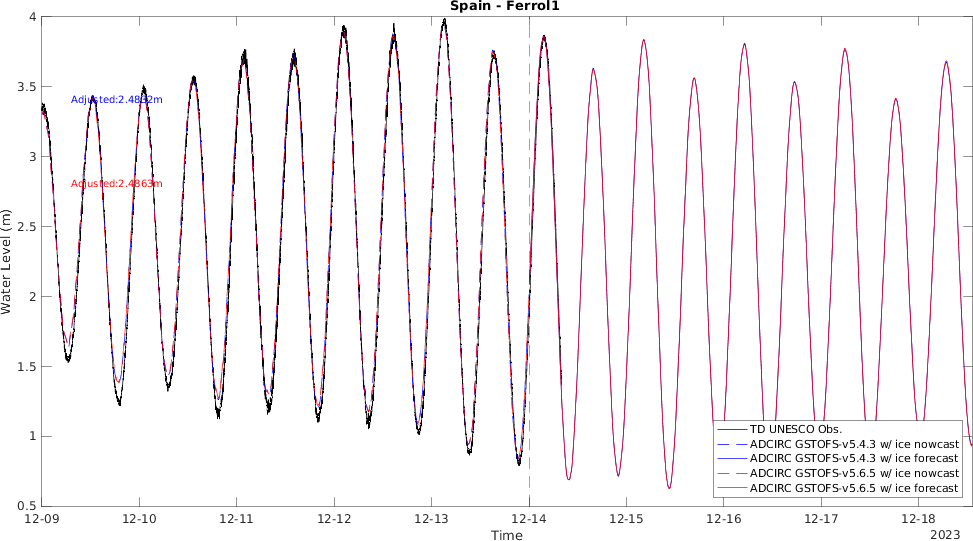 Spain - Ferrol1
4
3.5
3
2.5
2
1.5
1
0.5
Water Level (m)
Adjusted:2.4832m
Adjusted:2.4863m
TD UNESCO Obs.
ADCIRC GSTOFS-v5.4.3 w/ ice nowcast
ADCIRC GSTOFS-v5.4.3 w/ ice forecast
ADCIRC GSTOFS-v5.6.5 w/ ice nowcast
ADCIRC GSTOFS-v5.6.5 w/ ice forecast
12-09 12-10 12-11 12-12 12-13 12-14 12-15 12-16 12-17 12-18
Time
2023